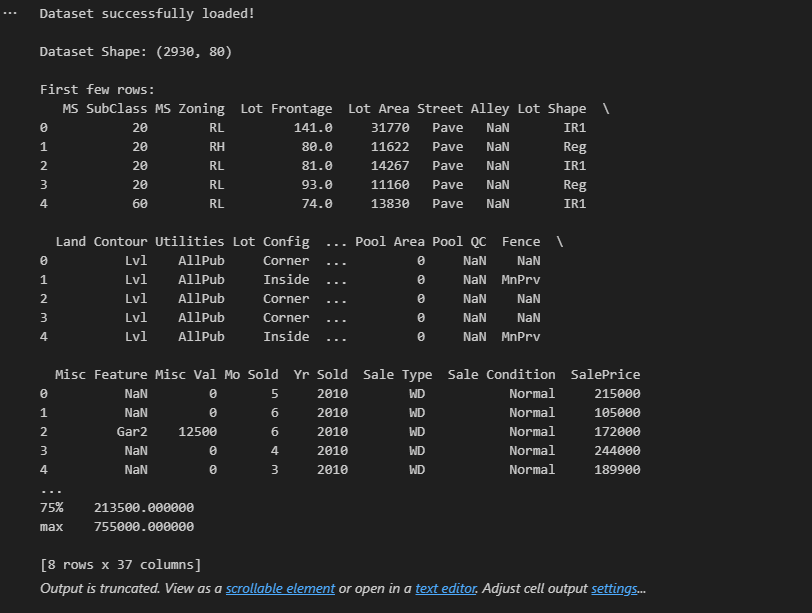 ... Dataset successfully loaded!
Dataset Shape: (2930, 80)
First few rows:
MS SubClass MS Zoning Lot Frontage Lot Area Street Alley Lot Shape \
0 20 RL 141.0 31770 Pave NaN IR1
1 20 RH 80.0 11622 Pave NaN Reg
2 20 RL 81.0 14267 Pave NaN IR1
3 20 RL 93.0 11160 Pave NaN Reg
4 60 RL 74.0 13830 Pave NaN IR1
Land Contour Utilities Lot Config ... Pool Area Pool QC Fence \
0 Lvl AllPub Corner ... 0 NaN NaN
1 Lvl AllPub Inside ... 0 NaN MnPrv
2 Lvl AllPub Corner ... 0 NaN NaN
3 Lvl AllPub Corner ... 0 NaN NaN
4 Lvl AllPub Inside ... 0 NaN MnPrv
Misc Feature Misc Val Mo Sold Yr Sold Sale Type Sale Condition SalePrice
0 NaN 0 5 2010 WD Normal 215000
1 NaN 0 6 2010 WD Normal 105000
2 Gar2 12500 6 2010 WD Normal 172000
3 NaN 0 4 2010 WD Normal 244000
4 NaN 0 3 2010 WD Normal 189900
...
75% 213500.000000
max 755000.000000
[8 rows x 37 columns]
Output is truncated. View as a scrollable element or open in a text editor. Adjust cell output settings...